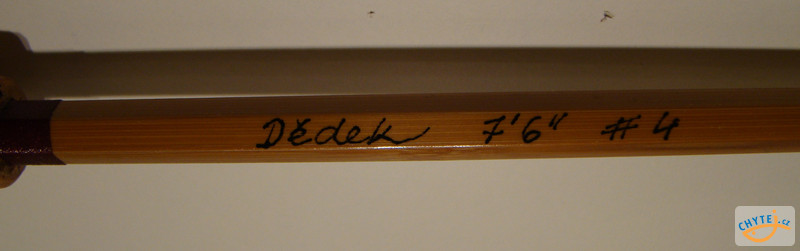 Dědek 7'6" #4
CHYTEJ.cz